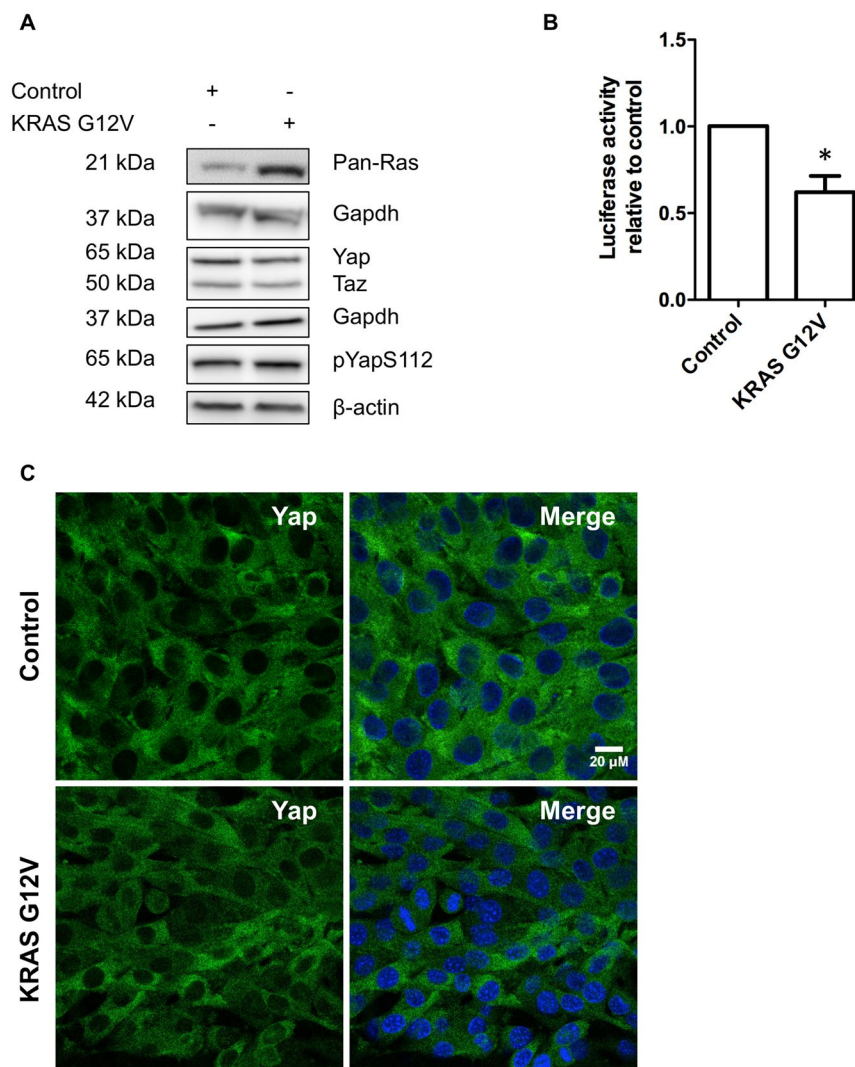 A
Control + -
KRAS G12V - +
21 kDa Pan-Ras
37 kDa Gapdh
65 kDa Yap
50 kDa Taz
37 kDa Gapdh
65 kDa pYapS112
42 kDa β-actin
B
Luciferase activity
relative to control
1.5
1.0
0.5
0.0
*
Control
KRAS G12V
C
Control
Yap
Merge
20 µM
KRAS G12V
Yap
Merge